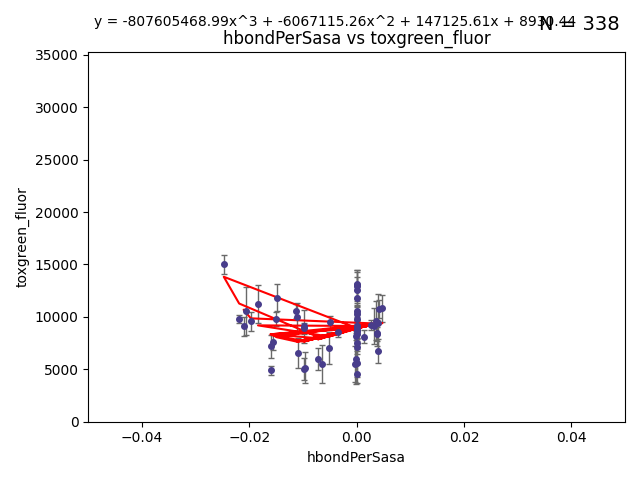 y = -807605468.99x^3 + -6067115.26x^2 + 147125.61x + 8930.44
N = 338
hbondPerSasa vs toxgreen_fluor
35000
30000
25000
20000
15000
10000
5000
0
toxgreen_fluor
−0.04
−0.02
0.00
0.02
0.04
hbondPerSasa